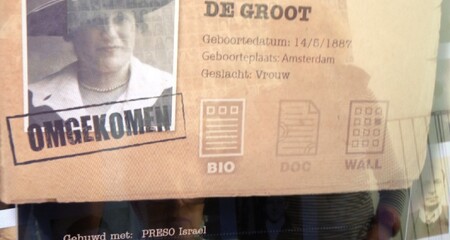 DE GROOT
Geboortedatum: 14/6/1887
Geboorteplaats: Amsterdam
Geslacht: Vrouw
OMGEKOMEN
BIO DOC WALL
Gehuwd met: PRESO Israel